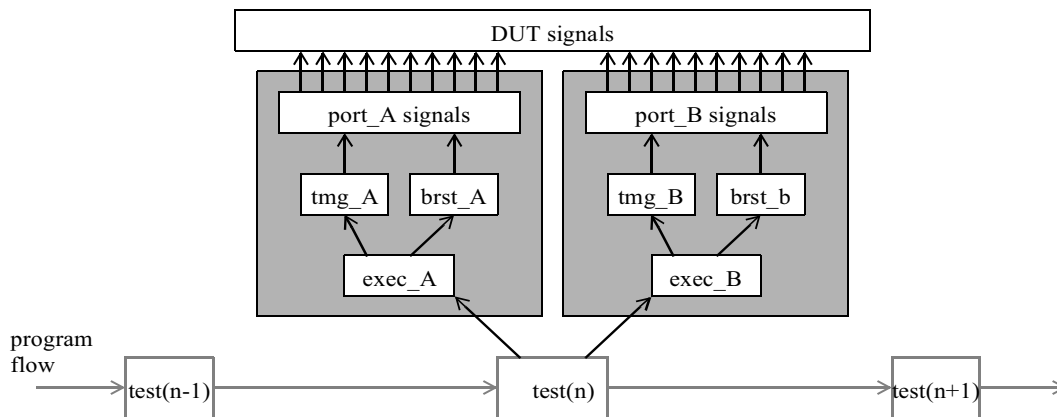 DUT signals
port_A signals
port_B signals
tmg_A
brst_A
tmg_B
brst_b
exec_A
exec_B
program
flow
test(n-1)
test(n)
test(n+1)